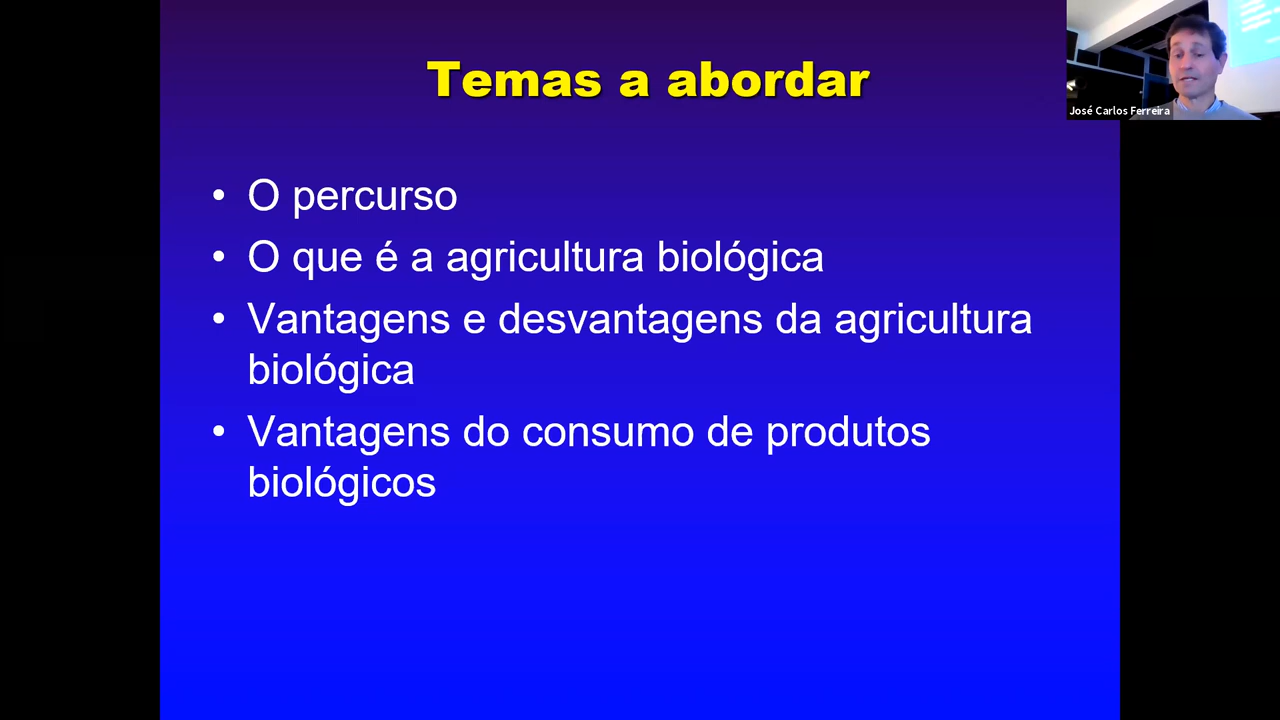 Temas a abordar
José Carlos Ferreira
• O percurso
• O que é a agricultura biológica
• Vantagens e desvantagens da agricultura
biológica
• Vantagens do consumo de produtos
biológicos